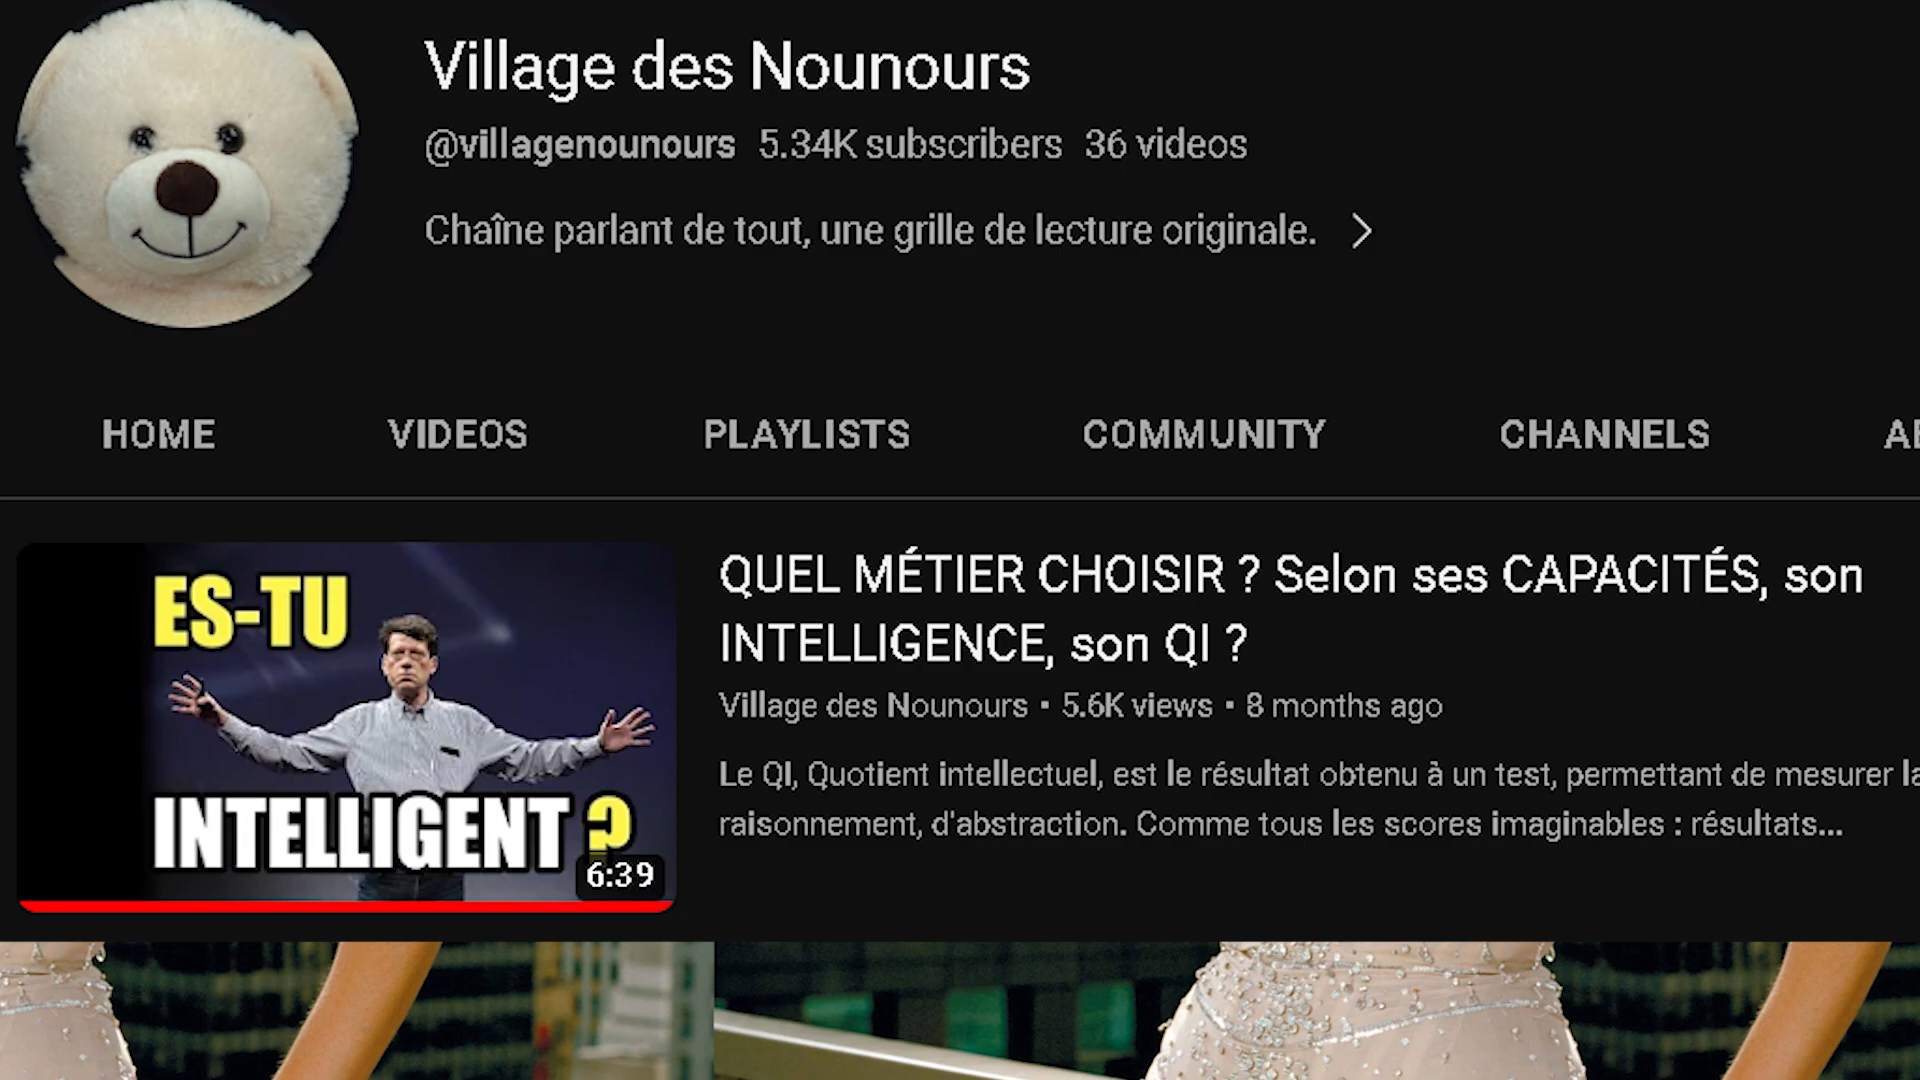 Village des Nounours
@villagenounours 5.34K subscribers 36 videos
Chaîne parlant de tout, une grille de lecture originale.
HOME VIDEOS PLAYLISTS COMMUNITY CHANNELS
ES-TU
INTELLIGENT ?
6:39
QUEL MÉTIER CHOISIR ? Selon ses CAPACITÉS, son
INTELLIGENCE, son QI ?
Village des Nounours • 5.6K views • 8 months ago
Le QI, Quotient intellectuel, est le résultat obtenu à un test, permettant de mesurer
raisonnement, d'abstraction. Comme tous les scores imaginables : résultats...